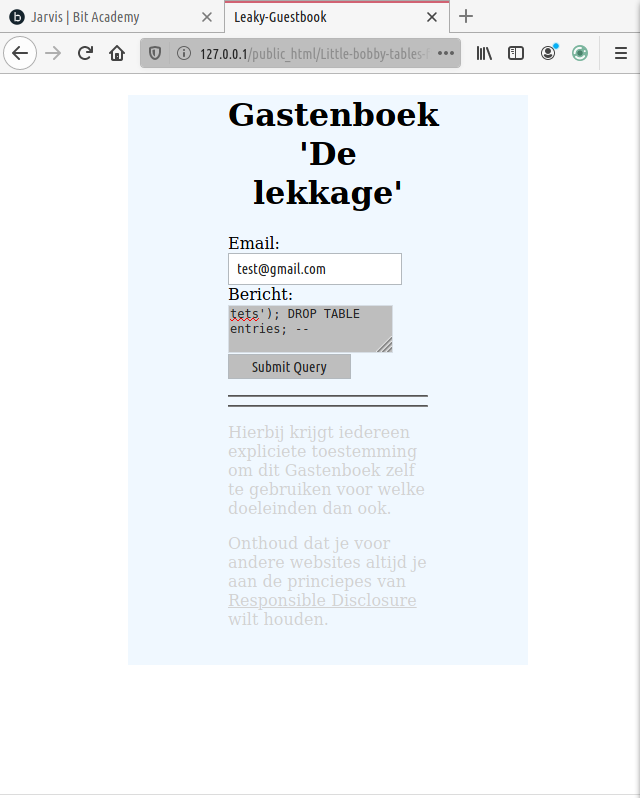 Jarvis | Bit Academy
Leaky-Guestbook
127.0.0.1/public_html/Little-bobby-tables-
Gastenboek
'De
lekkage'
Email:
test@gmail.com
Bericht:
tets'); DROP TABLE
entries; --
Submit Query
Hierbij krijgt iedereen
expliciete toestemming
om dit Gastenboek zelf
te gebruiken voor welke
doeleinden dan ook.
Onthoud dat je voor
andere websites altijd je
aan de princiepes van
Responsible Disclosure
wilt houden.